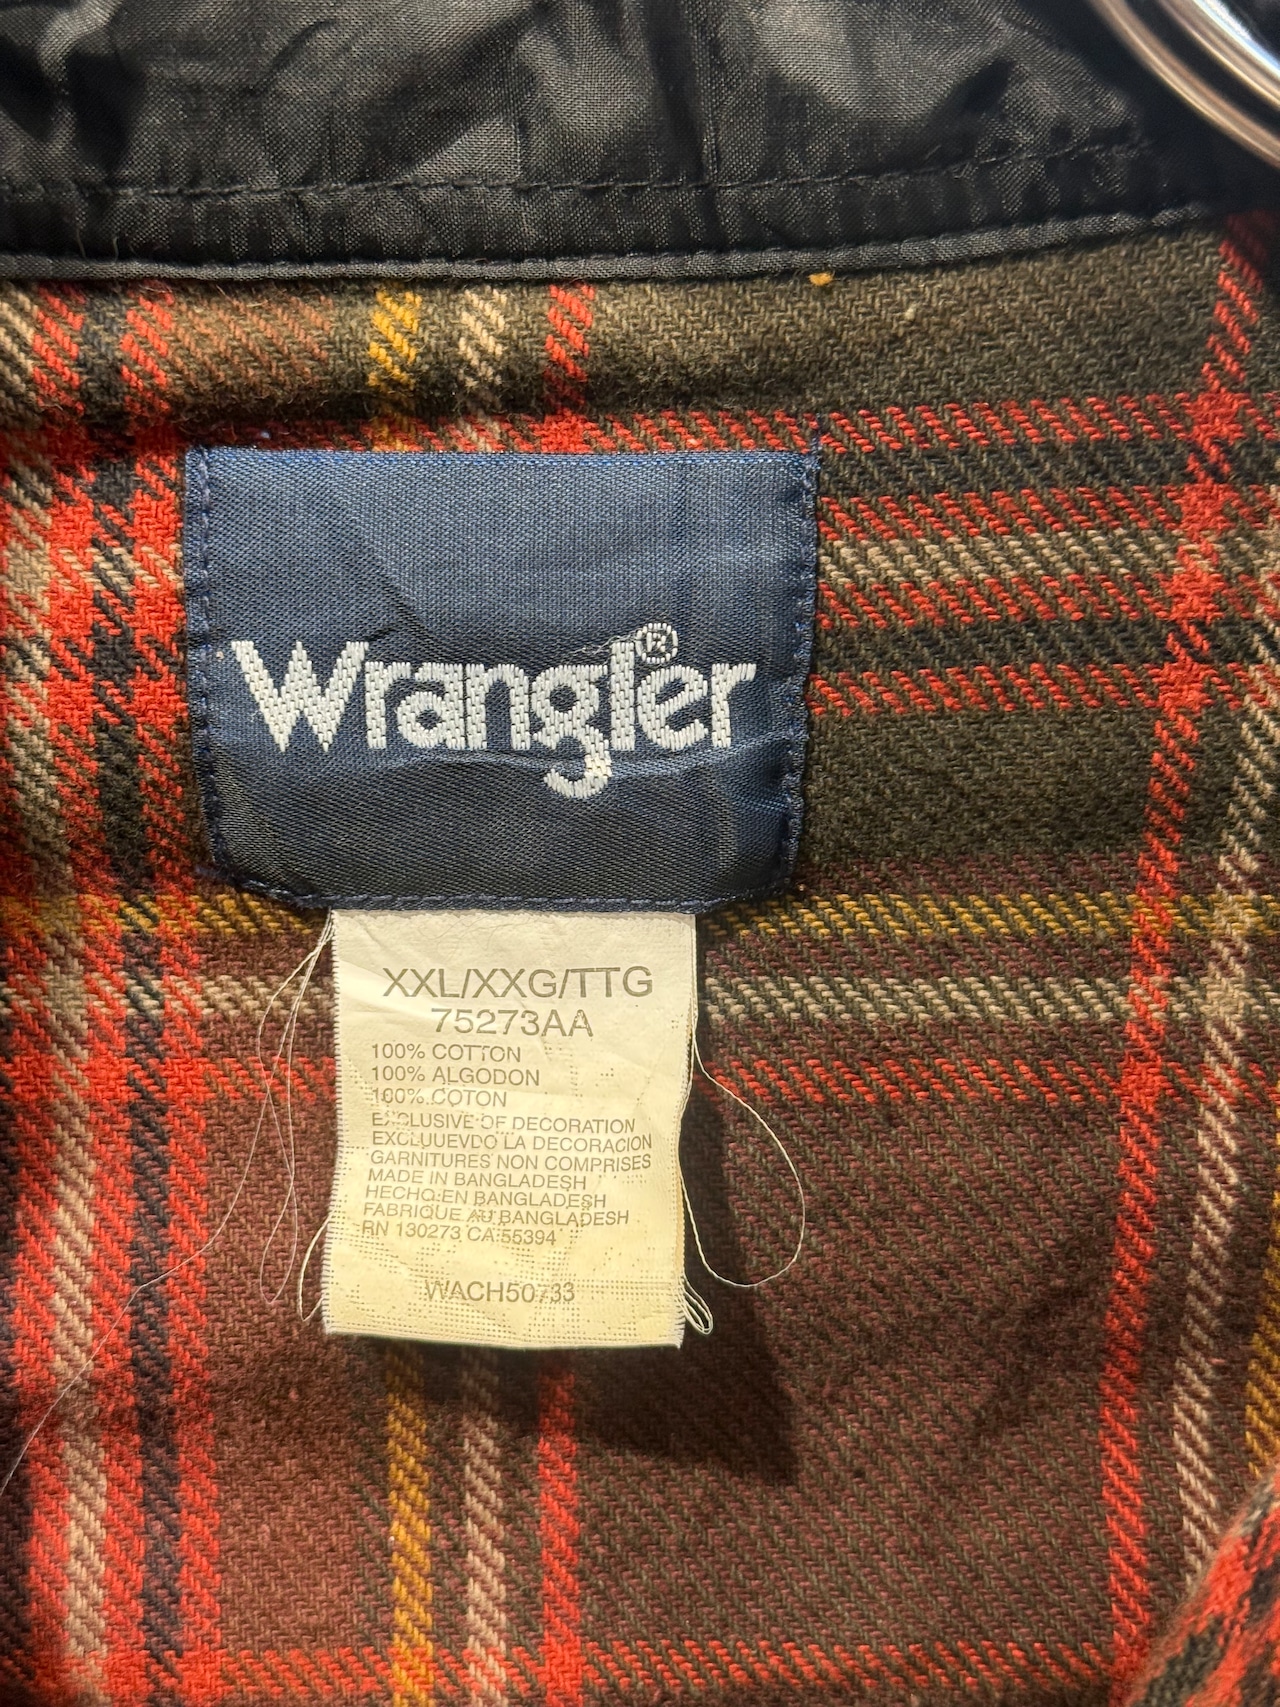 Wrangler®
XXL/XXG/TTG
75273AA
100% COTTON
100% ALGODON
100% COTON
EXCLUSIVE OF DECORATION
EXCLUUEVDO LA DECORACION
GARNITURES NON COMPRISES
MADE IN BANGLADESH
HECHO EN BANGLADESH
FABRIQUE AU BANGLADESH
RN 130273 CA 55394
WACH50733